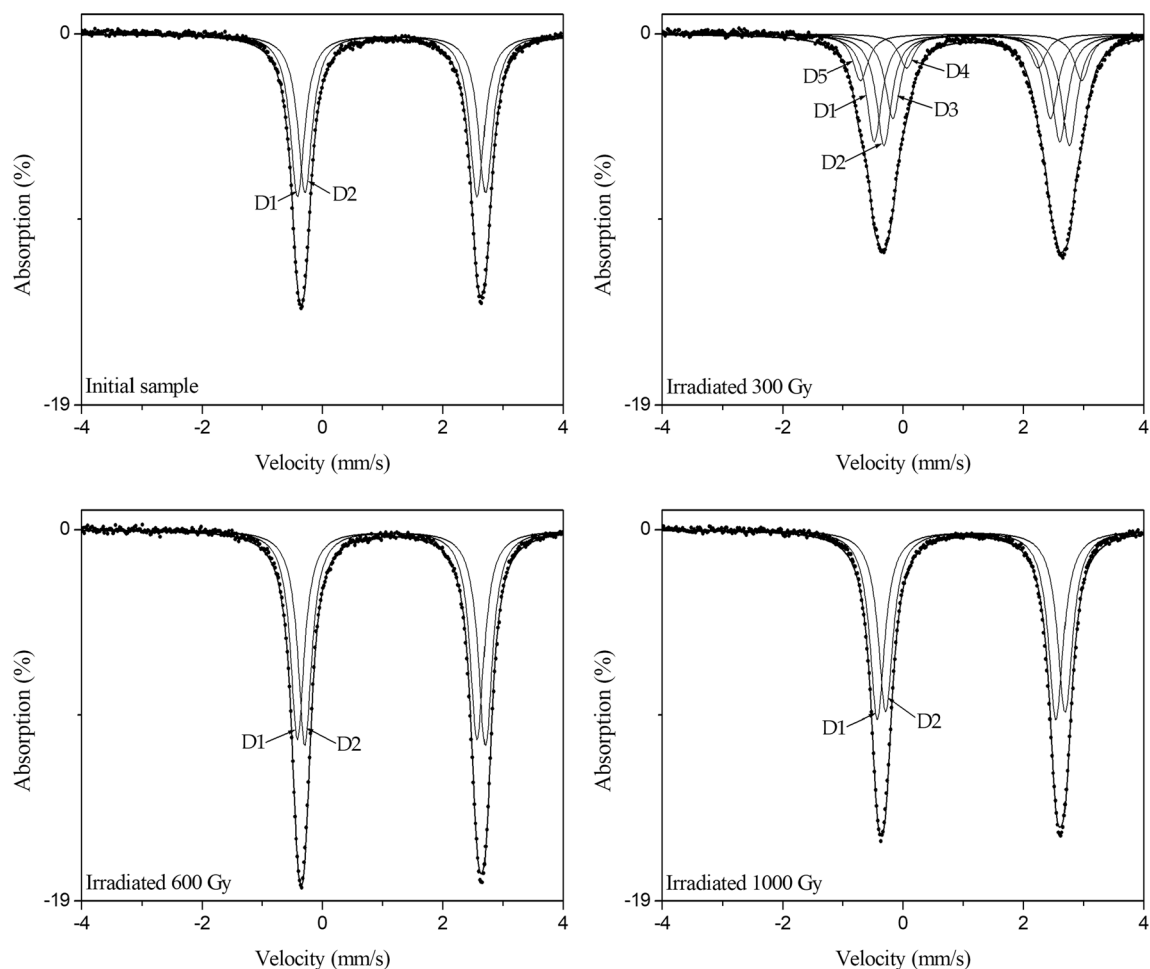 0
Absorption (%)
D1
D2
Initial sample
-19
-4
-2
0
2
4
Velocity (mm/s)
0
Absorption (%)
D5
D4
D1
D3
D2
Irradiated 300 Gy
-19
-4
-2
0
2
4
Velocity (mm/s)
0
Absorption (%)
D1
D2
Irradiated 600 Gy
-19
-4
-2
0
2
4
Velocity (mm/s)
0
Absorption (%)
D1
D2
Irradiated 1000 Gy
-19
-4
-2
0
2
4
Velocity (mm/s)